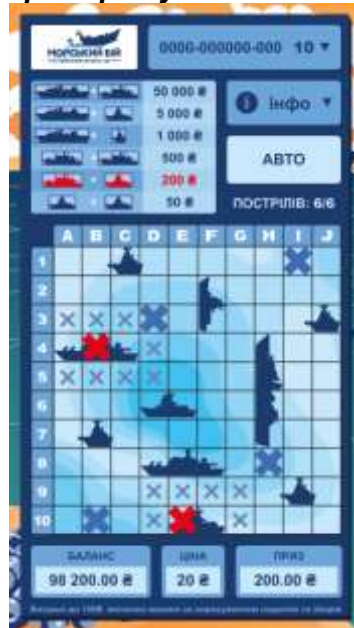 МОРСЬКИЙ БІЙ
0000-000000-000 10
50 000 ₴
5 000 ₴
1 000 ₴
500 ₴
200 ₴
50 ₴
i Інфо
АВТО
ПОСТРІЛІВ: 6/6
A B C D E F G H I J
1
2
3
4
5
6
7
8
9
10
БАЛАНС ЦІНА ПРИЗ
98 200.00 ₴ 20 ₴ 200.00 ₴